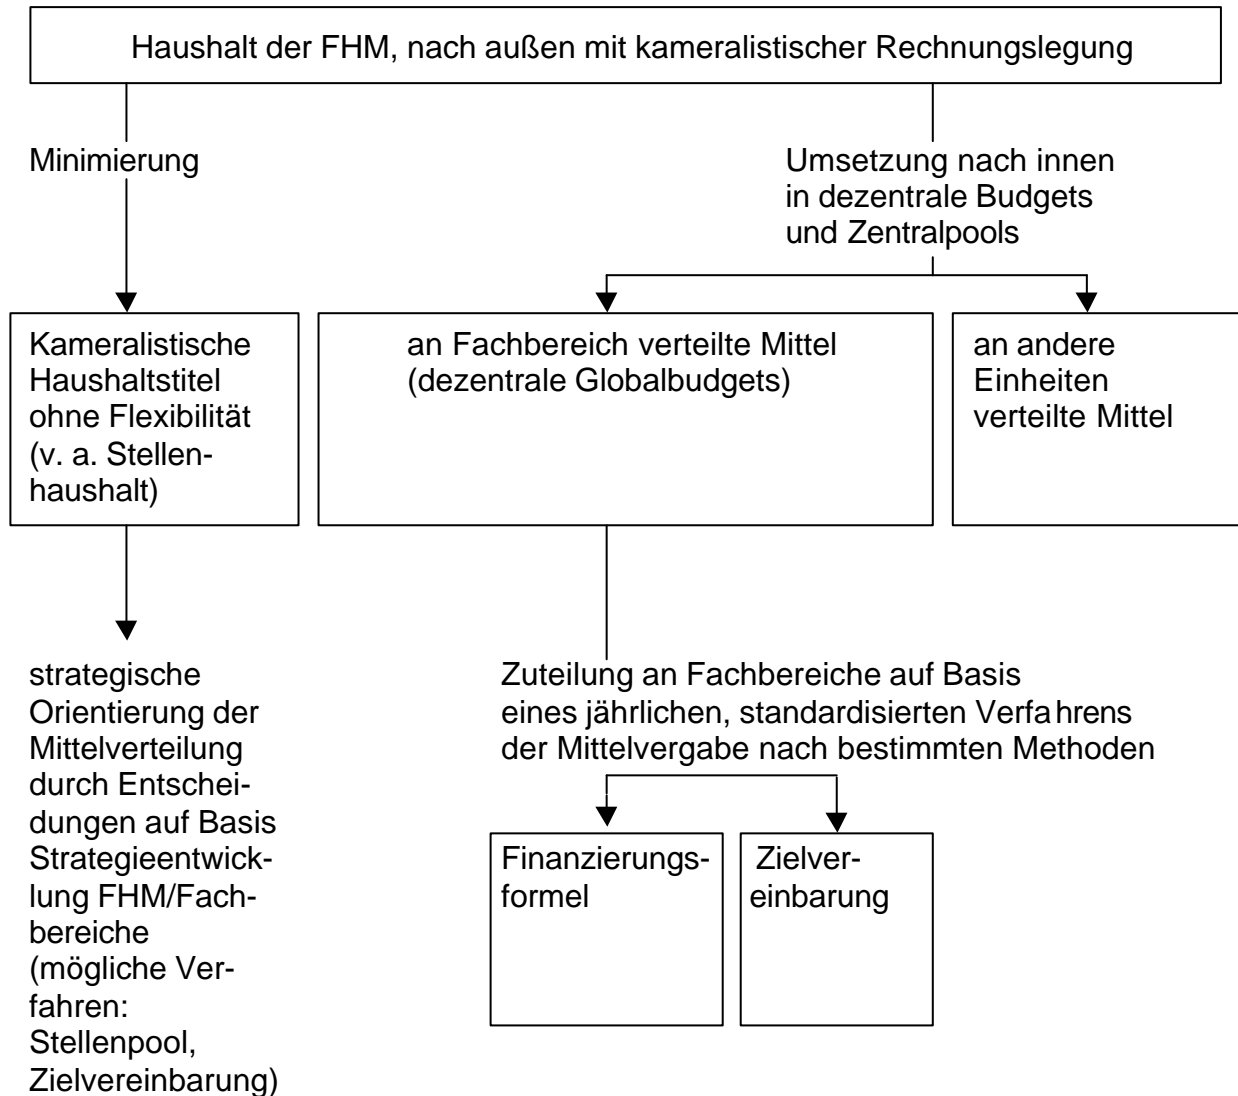 Haushalt der FHM, nach außen mit kameralistischer Rechnungslegung
Minimierung
Umsetzung nach innen
in dezentrale Budgets
und Zentralpools
Kameralistische
Haushaltstitel
ohne Flexibilität
(v. a. Stellen-
haushalt)
an Fachbereich verteilte Mittel
(dezentrale Globalbudgets)
an andere
Einheiten
verteilte Mittel
strategische
Orientierung der
Mittelverteilung
durch Entschei-
dungen auf Basis
Strategieentwick-
lung FHM/Fach-
bereiche
(mögliche Ver-
fahren:
Stellenpool,
Zielvereinbarung)
Zuteilung an Fachbereiche auf Basis
eines jährlichen, standardisierten Verfahrens
der Mittelvergabe nach bestimmten Methoden
Finanzierungs-
formel
Zielver-
einbarung